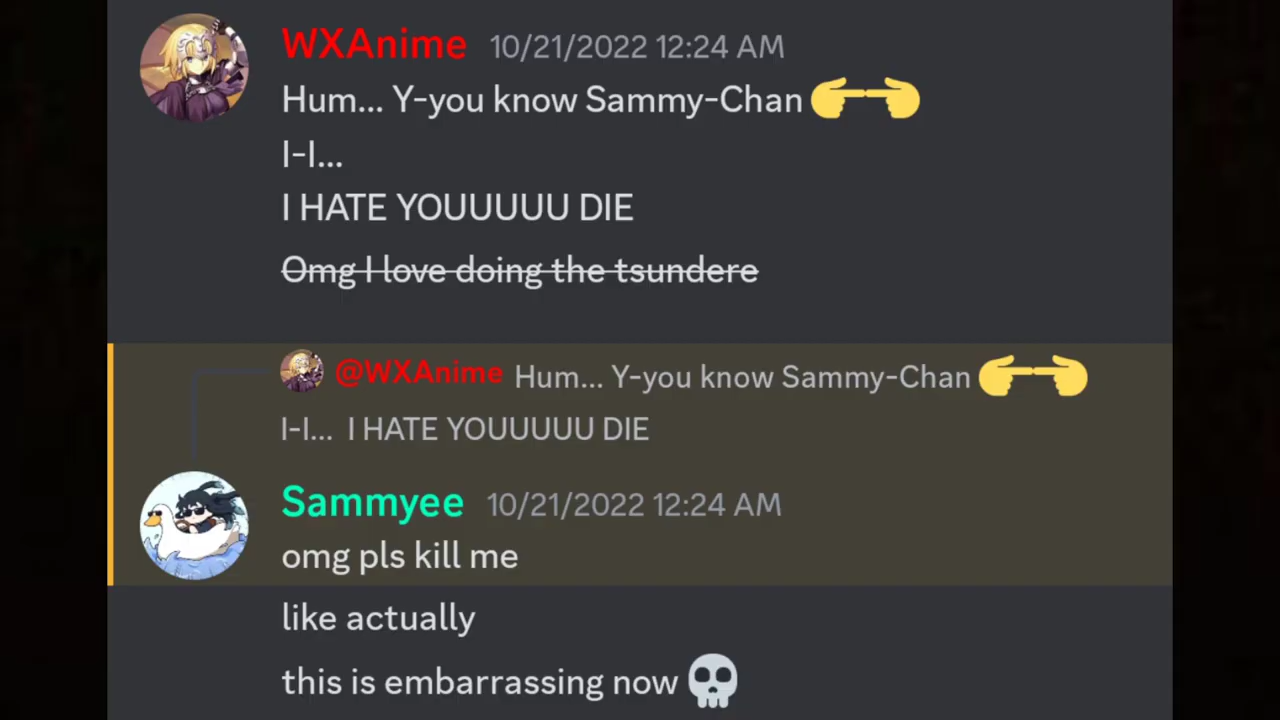 WXAnime 10/21/2022 12:24 AM
Hum... Y-you know Sammy-Chan 👉👈
I-I...
I HATE YOUUUUU DIE
Omg I love doing the tsundere
@WXAnime Hum... Y-you know Sammy-Chan 👉👈
I-I... I HATE YOUUUUU DIE
Sammyee 10/21/2022 12:24 AM
omg pls kill me
like actually
this is embarrassing now 💀